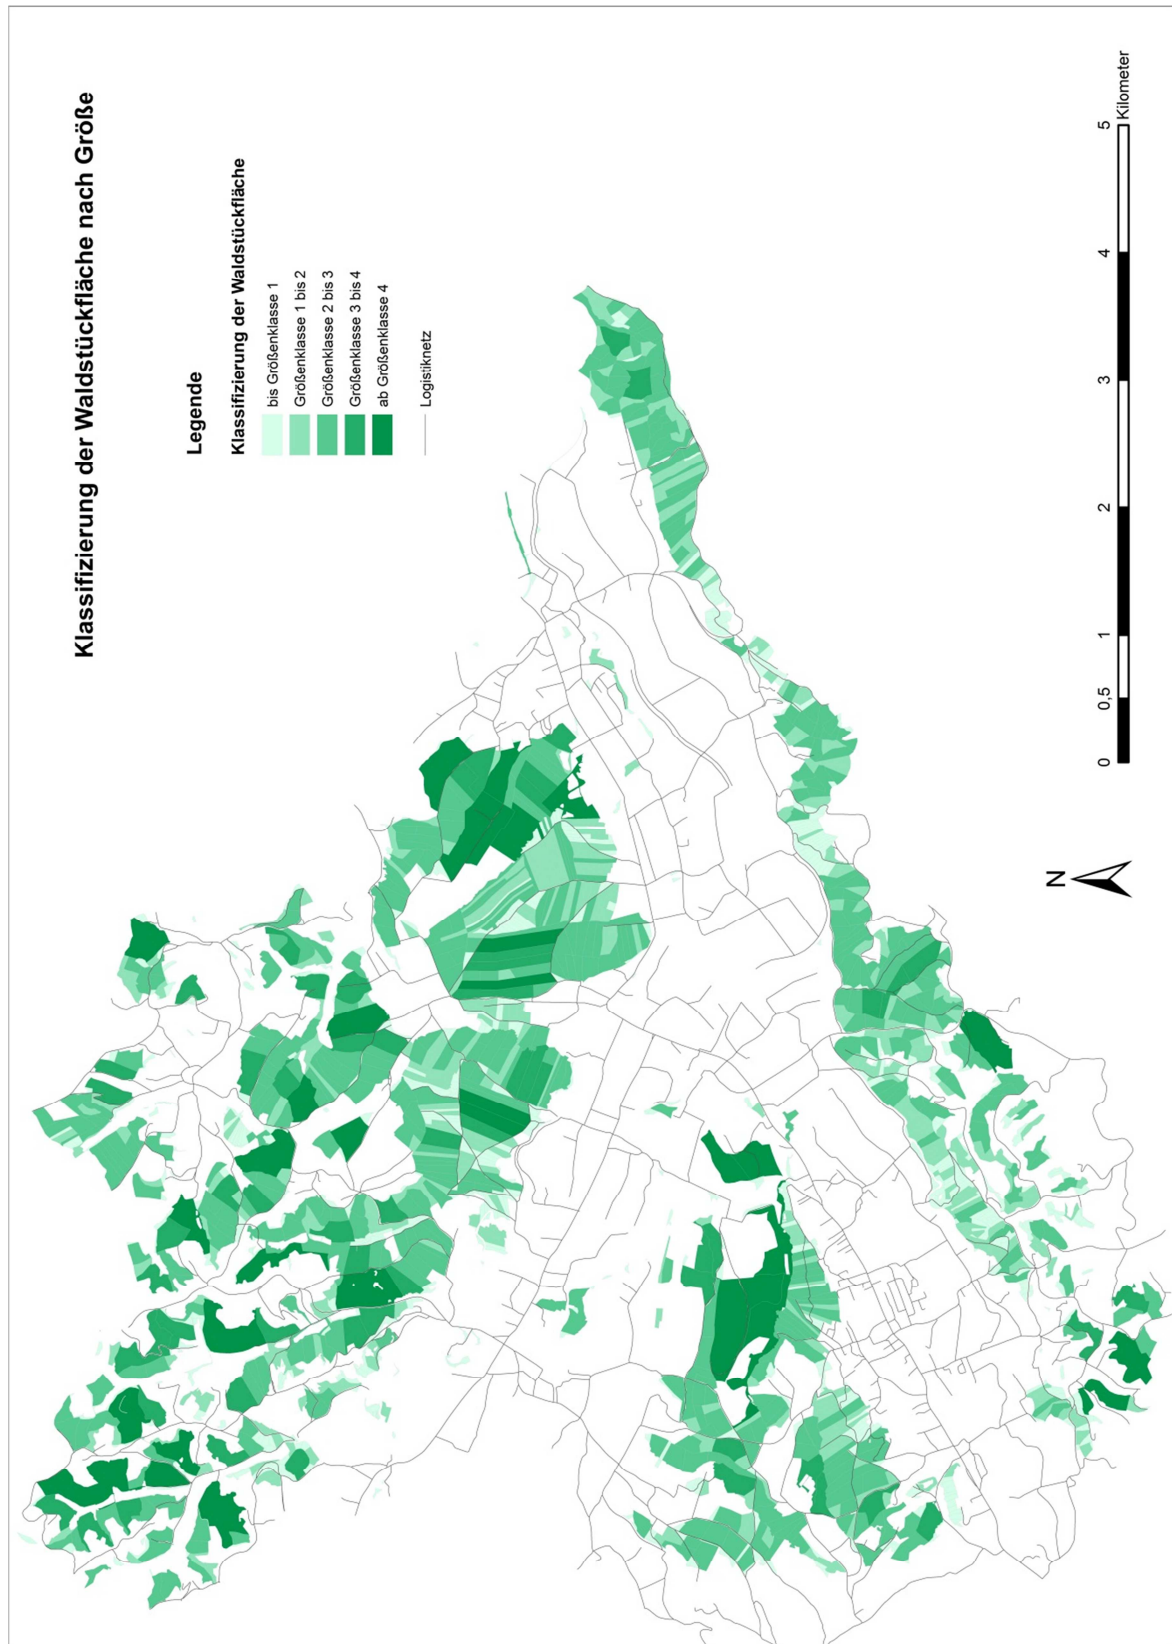 Klassifizierung der Waldstückfläche nach Größe
Legende
Klassifizierung der Waldstückfläche
bis Größenklasse 1
Größenklasse 1 bis 2
Größenklasse 2 bis 3
Größenklasse 3 bis 4
ab Größenklasse 4
Logistiknetz
N
0 0,5 1 2 3 4 5
Kilometer